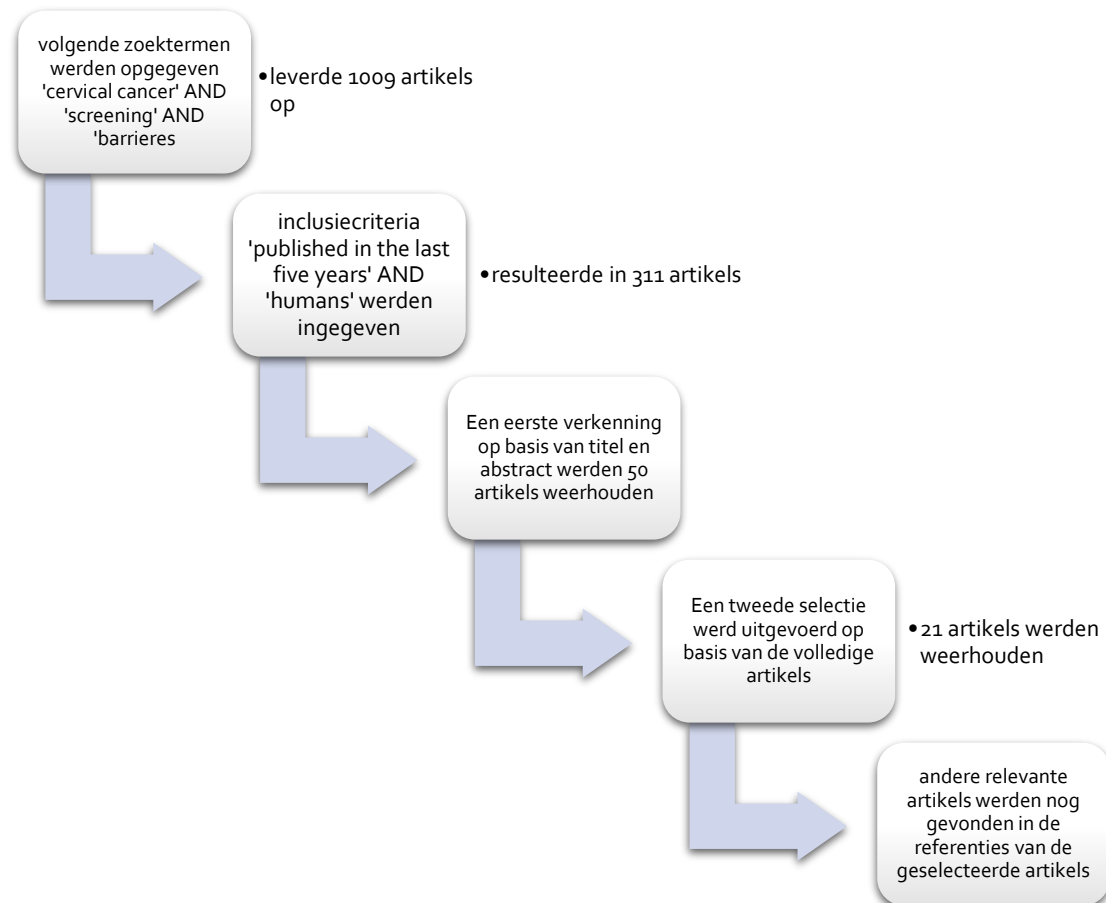 volgende zoektermen
werden opgegeven
'cervical cancer' AND
'screening' AND
'barrieres
•leverde 1009 artikels
op
inclusiecriteria
'published in the last
five years' AND
'humans' werden
ingegeven
•resulteerde in 311 artikels
Een eerste verkenning
op basis van titel en
abstract werden 50
artikels weerhouden
Een tweede selectie
werd uitgevoerd op
basis van de volledige
artikels
•21 artikels werden
weerhouden
andere relevante
artikels werden nog
gevonden in de
referenties van de
geselecteerde artikels